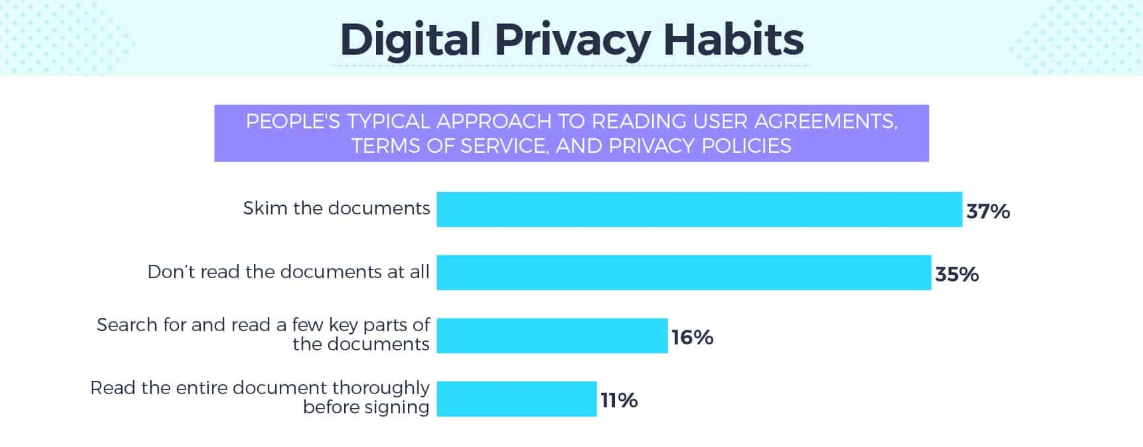 Digital Privacy Habits
PEOPLE'S TYPICAL APPROACH TO READING USER AGREEMENTS,
TERMS OF SERVICE, AND PRIVACY POLICIES
Skim the documents
37%
Don’t read the documents at all
35%
Search for and read a few key parts of
the documents
16%
Read the entire document thoroughly
before signing
11%